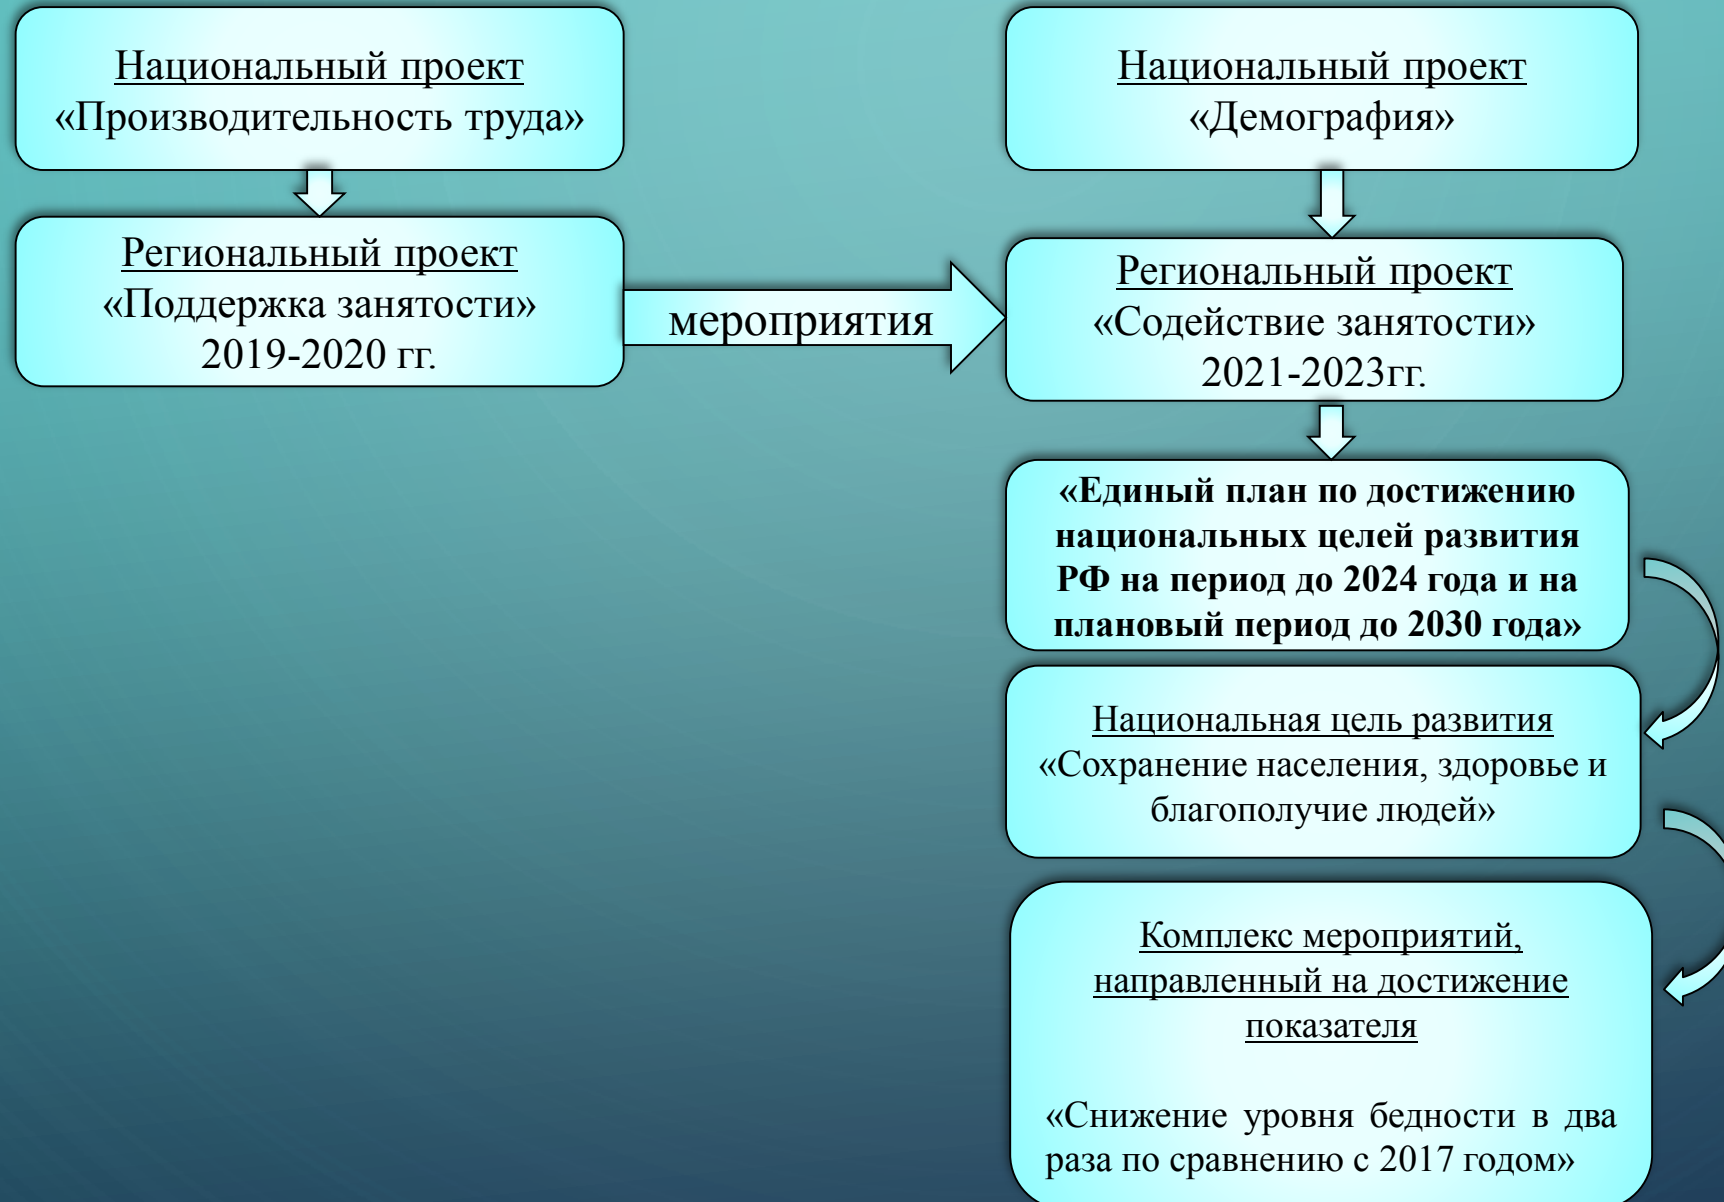 Национальный проект
«Производительность труда»
Региональный проект
«Поддержка занятости»
2019-2020 гг.
мероприятия
Национальный проект
«Демография»
Региональный проект
«Содействие занятости»
2021-2023гг.
«Единый план по достижению
национальных целей развития
РФ на период до 2024 года и на
плановый период до 2030 года»
Национальная цель развития
«Сохранение населения, здоровье и
благополучие людей»
Комплекс мероприятий,
направленный на достижение
показателя
«Снижение уровня бедности в два
раза по сравнению с 2017 годом»